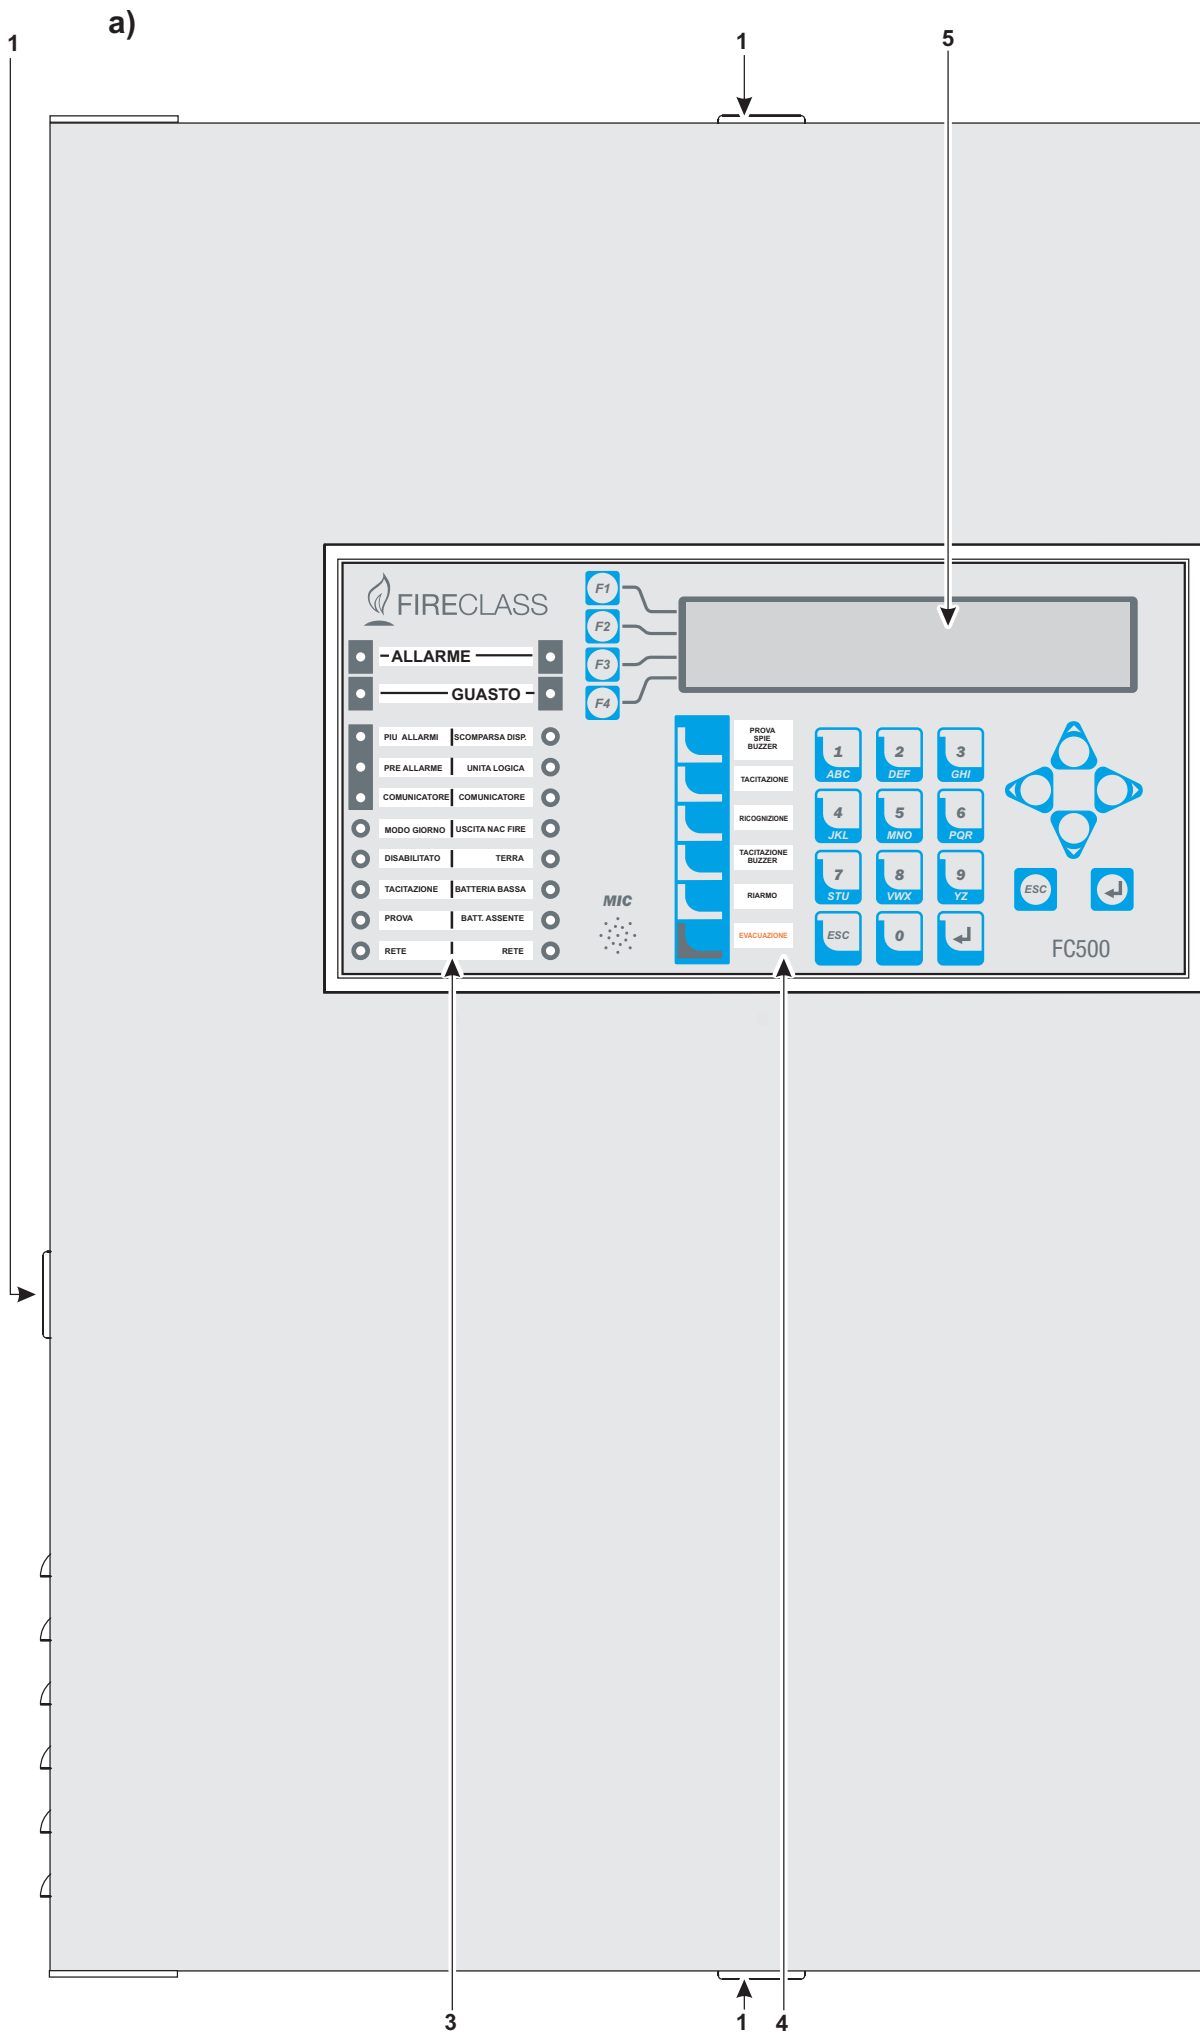 a)
1
1
5
FIRECLASS
F1
F2
F3
F4
ALLARME
GUASTO
PIU ALLARMI SCOMPARSA DISP.
PRE ALLARME UNITA LOGICA
COMUNICATORE COMUNICATORE
MODO GIORNO USCITA NAC FIRE
DISABILITATO TERRA
TACITAZIONE BATTERIA BASSA
PROVA BATT. ASSENTE
RETE RETE
MIC
PROVA
SPIE
BUZZER
TACITAZIONE
RICOGNIZIONE
TACITAZIONE
BUZZER
RIARMO
EVACUAZIONE
1 2 3
ABC DEF GHI
4 5 6
JKL MNO PQR
7 8 9
STU VWX YZ
ESC 0
ESC
FC500
1
3
1
4